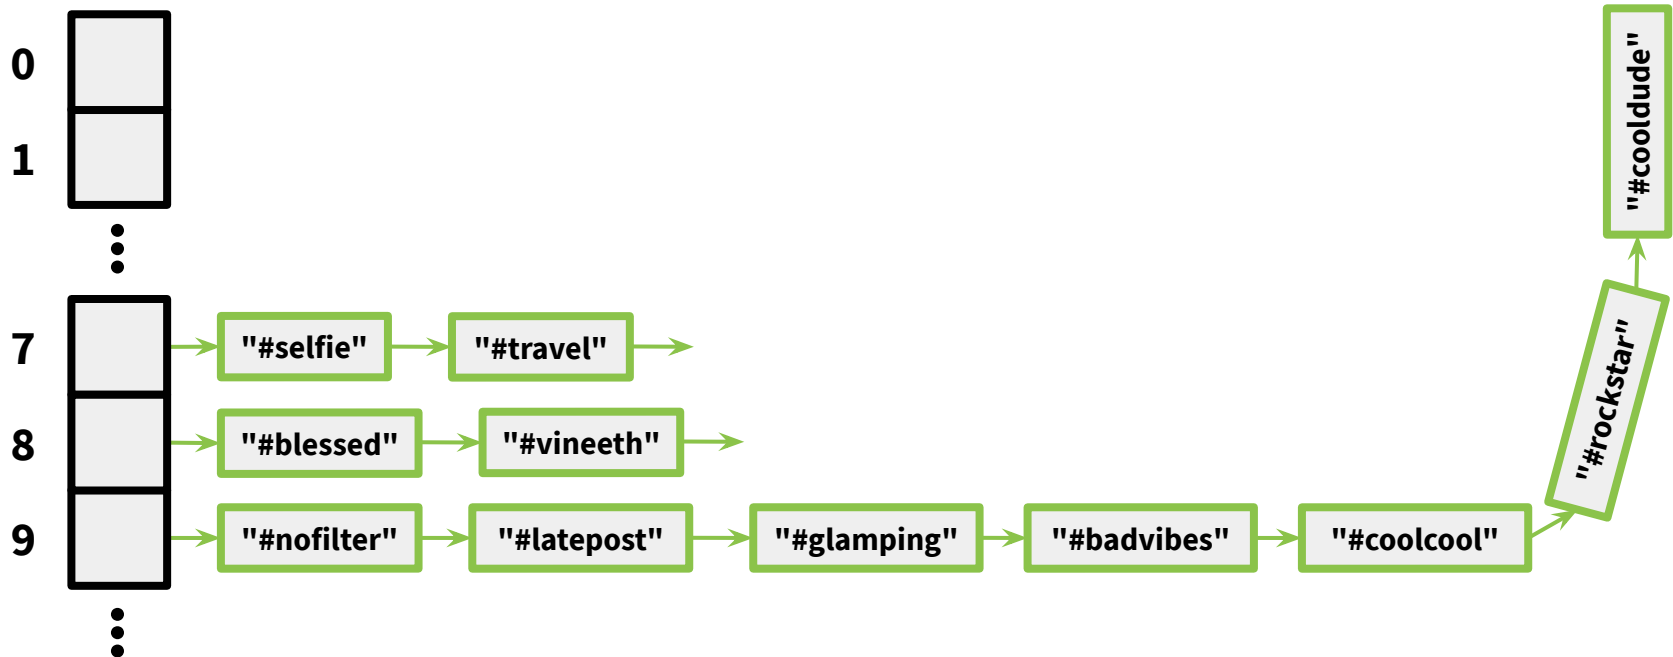 0
1
7 "#selfie" "#travel"
8 "#blessed" "#vineeth"
9 "#nofilter" "#latepost" "#glamping" "#badvibes" "#coolcool" "#rockstar" "#cooldude"